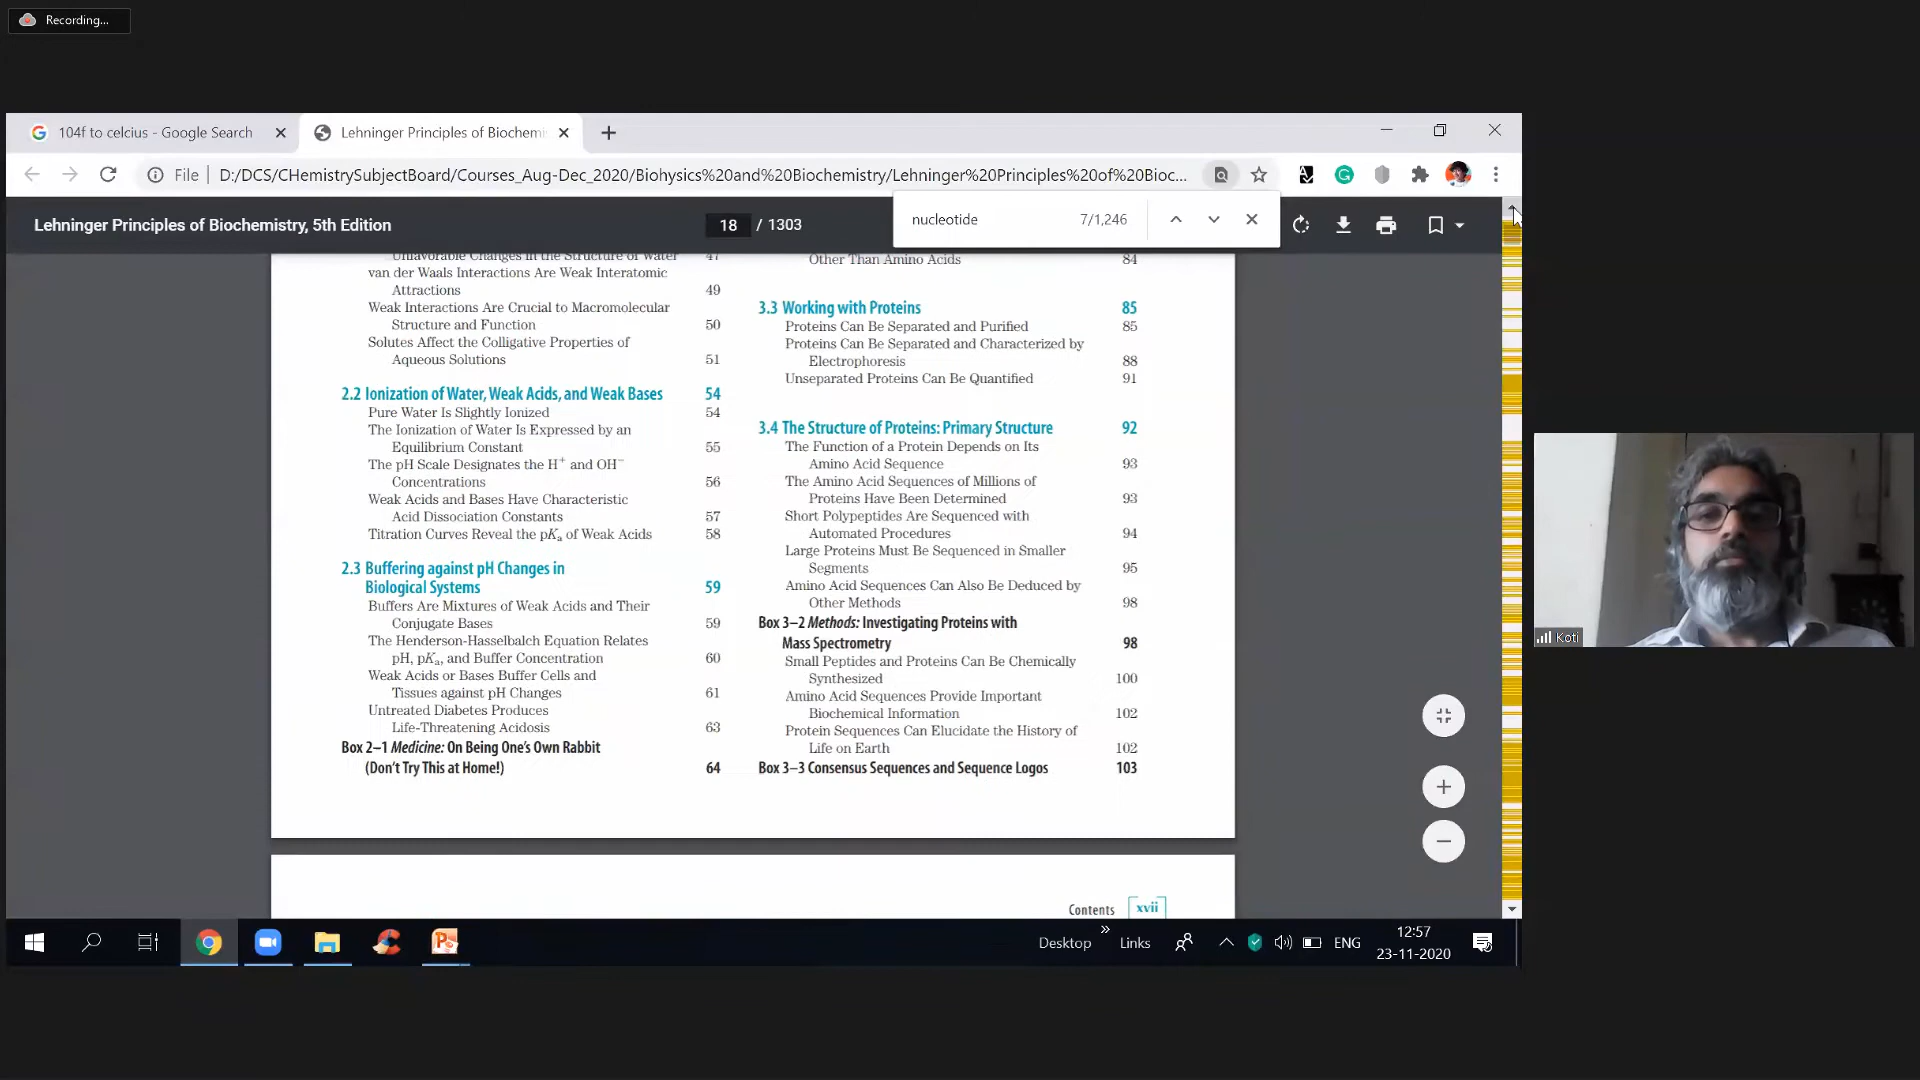 Recording...
104f to celcius - Google Search
Lehninger Principles of Biochemi
File
D:/DCS/CHemistrySubjectBoard/Courses_Aug-Dec_2020/Biohysics%20and%20Biochemistry/Lehninger%20Principles%20of%20Bioc...
Lehninger Principles of Biochemistry, 5th Edition
18 / 1303
nucleotide 7/1,246
Unfavorable Changes in the Structure of Water 47
van der Waals Interactions Are Weak Interatomic
Attractions 49
Weak Interactions Are Crucial to Macromolecular
Structure and Function 50
Solutes Affect the Colligative Properties of
Aqueous Solutions 51
2.2 Ionization of Water, Weak Acids, and Weak Bases 54
Pure Water Is Slightly Ionized 54
The Ionization of Water Is Expressed by an
Equilibrium Constant 55
The pH Scale Designates the H⁺ and OH⁻
Concentrations 56
Weak Acids and Bases Have Characteristic
Acid Dissociation Constants 57
Titration Curves Reveal the pKₐ of Weak Acids 58
2.3 Buffering against pH Changes in
Biological Systems 59
Buffers Are Mixtures of Weak Acids and Their
Conjugate Bases 59
The Henderson-Hasselbalch Equation Relates
pH, pKₐ, and Buffer Concentration 60
Weak Acids or Bases Buffer Cells and
Tissues against pH Changes 61
Untreated Diabetes Produces
Life-Threatening Acidosis 63
Box 2–1 Medicine: On Being One's Own Rabbit
(Don't Try This at Home!) 64
Other Than Amino Acids 84
3.3 Working with Proteins 85
Proteins Can Be Separated and Purified 85
Proteins Can Be Separated and Characterized by
Electrophoresis 88
Unseparated Proteins Can Be Quantified 91
3.4 The Structure of Proteins: Primary Structure 92
The Function of a Protein Depends on Its
Amino Acid Sequence 93
The Amino Acid Sequences of Millions of
Proteins Have Been Determined 93
Short Polypeptides Are Sequenced with
Automated Procedures 94
Large Proteins Must Be Sequenced in Smaller
Segments 95
Amino Acid Sequences Can Also Be Deduced by
Other Methods 98
Box 3–2 Methods: Investigating Proteins with
Mass Spectrometry 98
Small Peptides and Proteins Can Be Chemically
Synthesized 100
Amino Acid Sequences Provide Important
Biochemical Information 102
Protein Sequences Can Elucidate the History of
Life on Earth 102
Box 3–3 Consensus Sequences and Sequence Logos 103
Contents xvii
Koti
Desktop
Links
ENG
12:57
23-11-2020